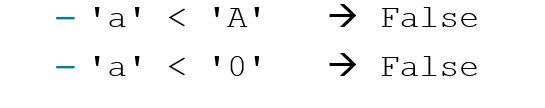 – 'a' < 'A' → False
– 'a' < '0' → False